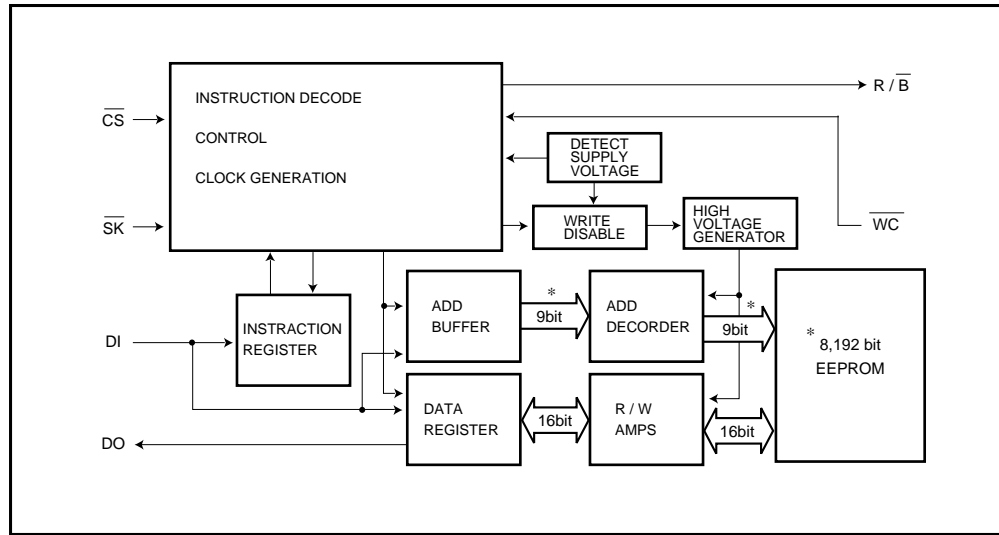 INSTRUCTION DECODE
CONTROL
CLOCK GENERATION
CS
SK
R / B
DETECT
SUPPLY
VOLTAGE
WRITE
DISABLE
HIGH
VOLTAGE
GENERATOR
WC
DI
INSTRACTION
REGISTER
ADD
BUFFER
*
9bit
ADD
DECORDER
*
9bit
* 8,192 bit
EEPROM
DO
DATA
REGISTER
16bit
R / W
AMPS
16bit